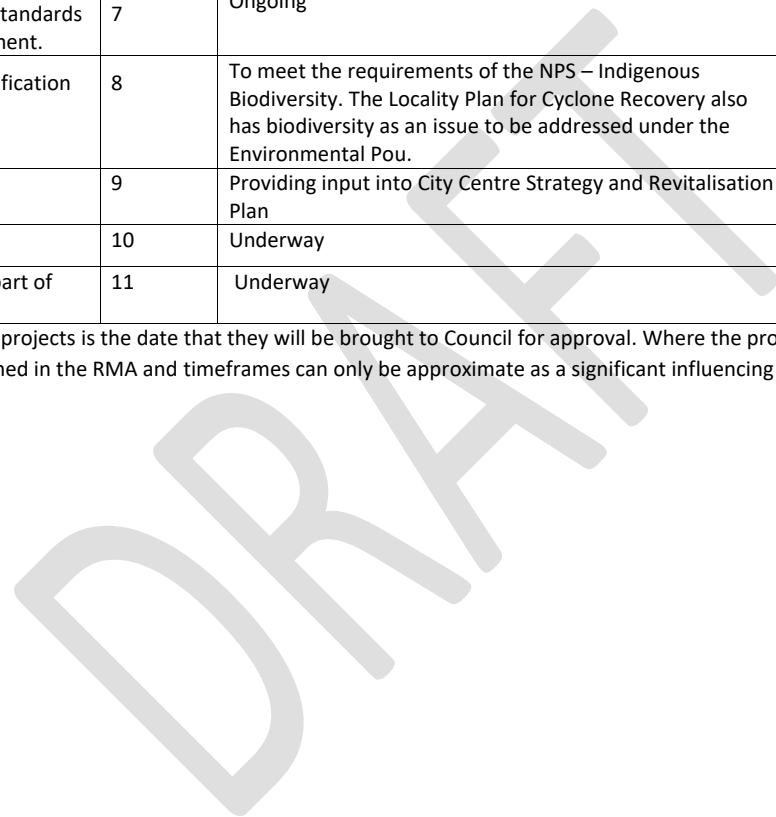 tandards 7 Ongoing
ment.
fication 8 To meet the requirements of the NPS – Indigenous
Biodiversity. The Locality Plan for Cyclone Recovery also
has biodiversity as an issue to be addressed under the
Environmental Pou.
9 Providing input into City Centre Strategy and Revitalisation
Plan
10 Underway
art of 11 Underway
projects is the date that they will be brought to Council for approval. Where the pro
ned in the RMA and timeframes can only be approximate as a significant influencing
DRAFT